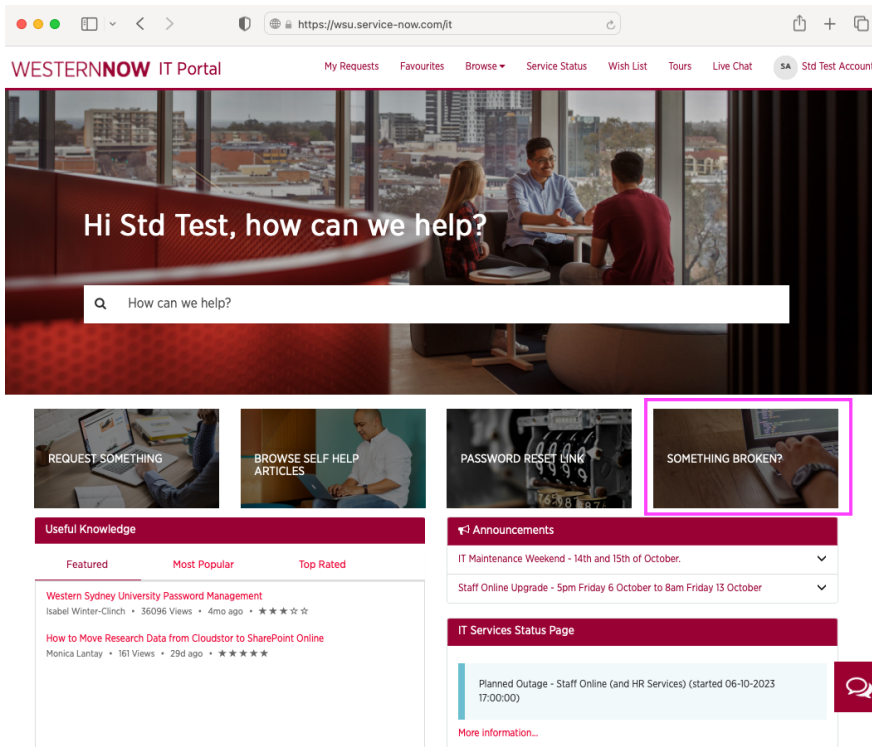 https://wsu.service-now.com/it
WESTERNNOW IT Portal
My Requests Favourites Browse Service Status Wish List Tours Live Chat SA Std Test Account
Hi Std Test, how can we help?
How can we help?
REQUEST SOMETHING
BROWSE SELF HELP
ARTICLES
PASSWORD RESET LINK
SOMETHING BROKEN?
Useful Knowledge
Featured Most Popular Top Rated
Western Sydney University Password Management
Isabel Winter-Clinch • 36096 Views • 4mo ago • ★★★☆☆
How to Move Research Data from Cloudstor to SharePoint Online
Monica Lantay • 161 Views • 29d ago • ★★★★★
Announcements
IT Maintenance Weekend - 14th and 15th of October.
Staff Online Upgrade - 5pm Friday 6 October to 8am Friday 13 October
IT Services Status Page
Planned Outage - Staff Online (and HR Services) (started 06-10-2023
17:00:00)
More information...